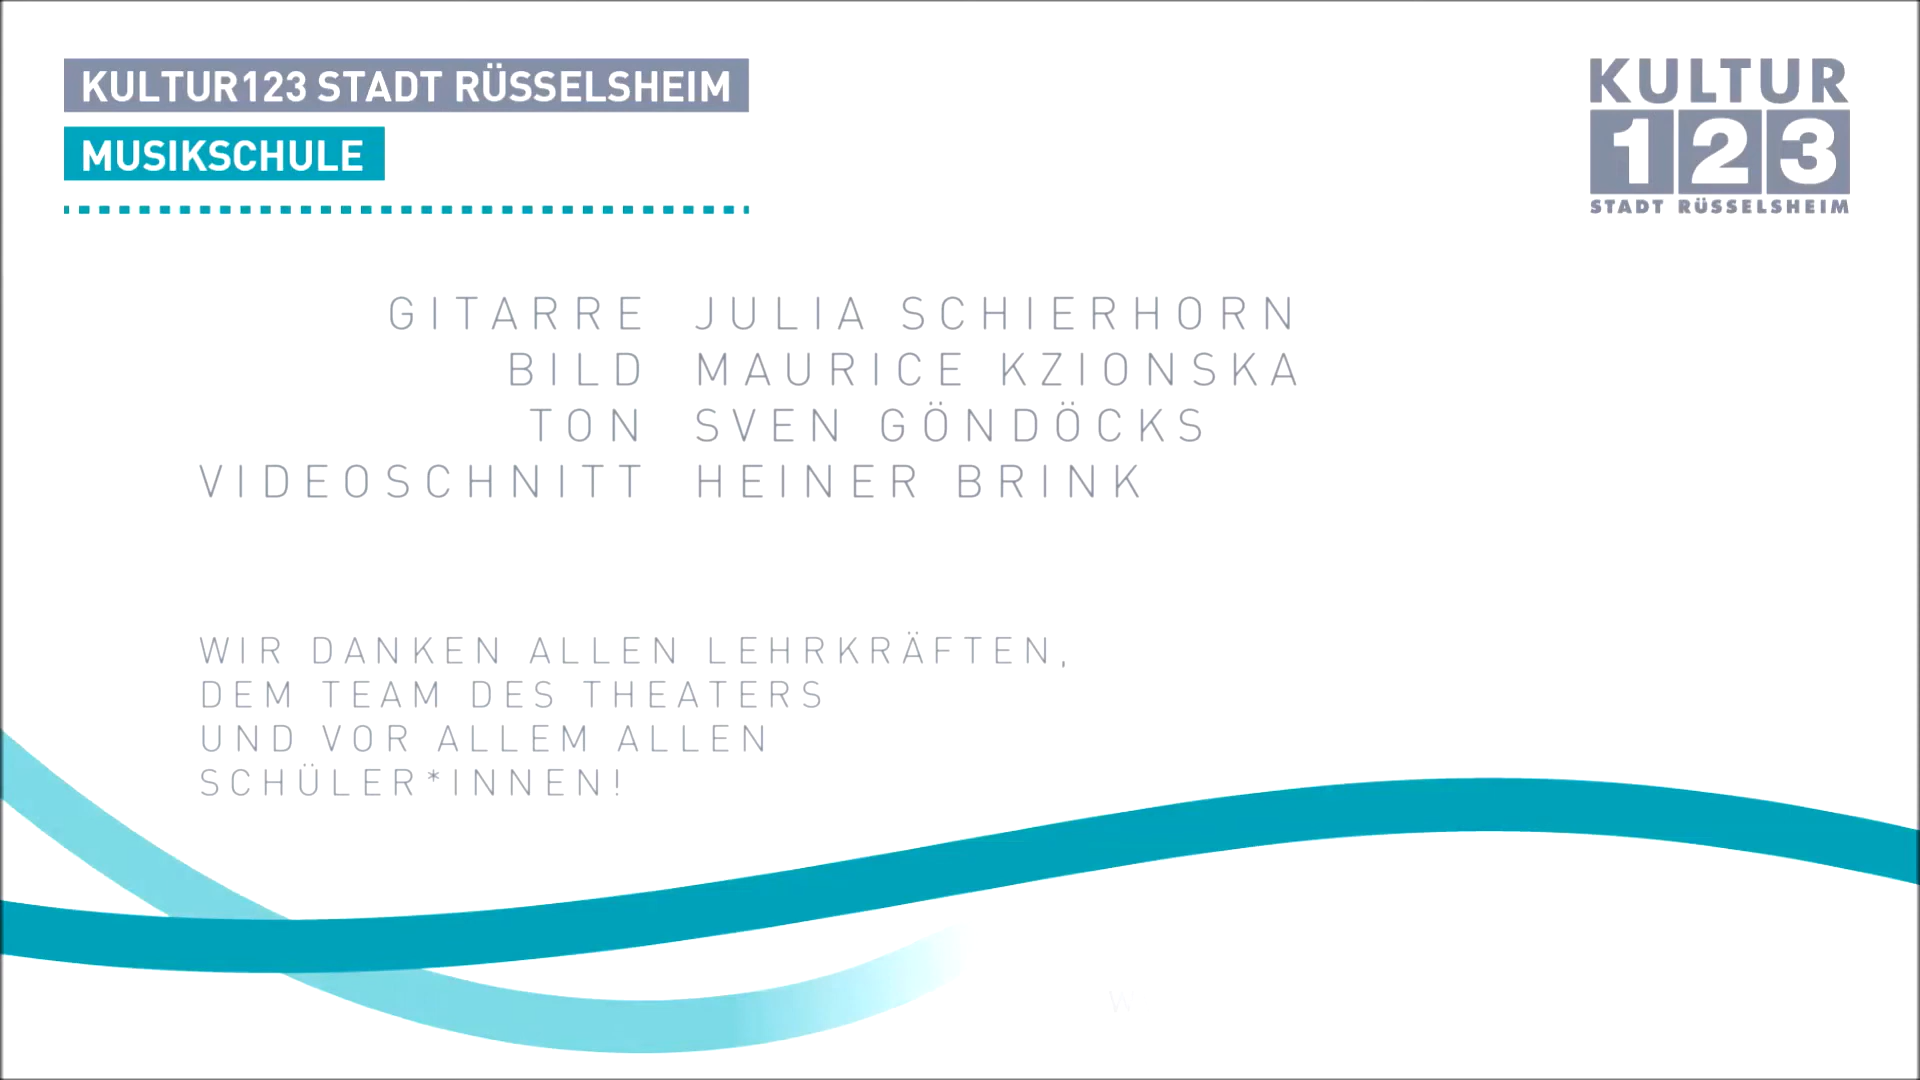 KULTUR123 STADT RÜSSELSHEIM
MUSIKSCHULE
KULTUR
123
STADT RÜSSELSHEIM
GITARRE JULIA SCHIERHORN
BILD MAURICE KZIONSKA
TON SVEN GÖNDÖCKS
VIDEOSCHNITT HEINER BRINK
WIR DANKEN ALLEN LEHRKRÄFTEN,
DEM TEAM DES THEATERS
UND VOR ALLEM ALLEN
SCHÜLER*INNEN!